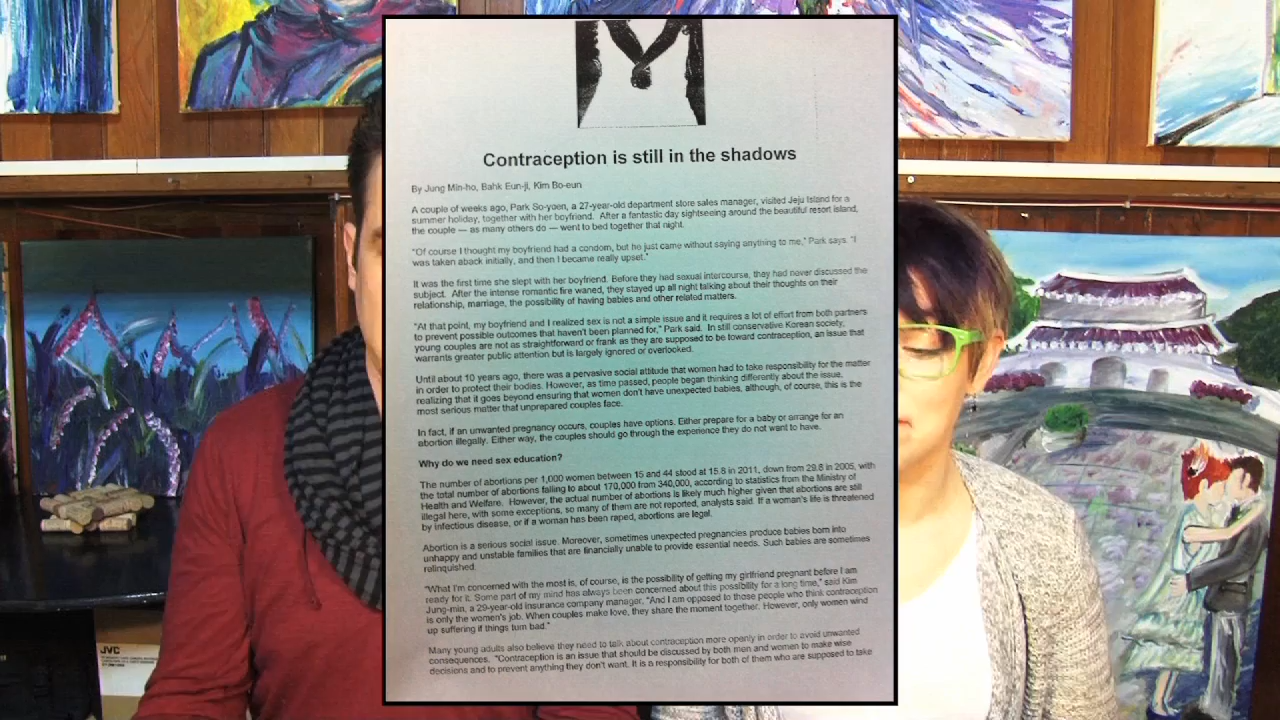 Contraception is still in the shadows
By Jung Min-ho, Bahk Eun-ji, Kim Bo-eun
A couple of weeks ago, Park So-yoen, a 27-year-old department store sales manager, visited Jeju Island for a
summer holiday, together with her boyfriend. After a fantastic day sightseeing around the beautiful resort island,
the couple — as many others do — went to bed together that night.
"Of course I thought my boyfriend had a condom, but he just came without saying anything to me," Park says. "I
was taken aback initially, and then I became really upset."
It was the first time she slept with her boyfriend. Before they had sexual intercourse, they had never discussed the
subject. After the intense romantic fire waned, they stayed up all night talking about their thoughts on their
relationship, marriage, the possibility of having babies and other related matters.
"At that point, my boyfriend and I realized sex is not a simple issue and it requires a lot of effort from both partners
to prevent possible outcomes that haven't been planned for," Park said. In still conservative Korean society,
young couples are not as straightforward or frank as they are supposed to be toward contraception, an issue that
warrants greater public attention but is largely ignored or overlooked.
Until about 10 years ago, there was a pervasive social attitude that women had to take responsibility for the matter
in order to protect their bodies. However, as time passed, people began thinking differently about the issue,
realizing that it goes beyond ensuring that women don't have unexpected babies, although, of course, this is the
most serious matter that unprepared couples face.
In fact, if an unwanted pregnancy occurs, couples have options. Either prepare for a baby or arrange for an
abortion illegally. Either way, the couples should go through the experience they do not want to have.
Why do we need sex education?
The number of abortions per 1,000 women between 15 and 44 stood at 15.8 in 2011, down from 29.8 in 2005, with
the total number of abortions falling to about 170,000 from 340,000, according to statistics from the Ministry of
Health and Welfare. However, the actual number of abortions is likely much higher given that abortions are still
illegal here, with some exceptions, so many of them are not reported, analysts said. If a woman's life is threatened
by infectious disease, or if a woman has been raped, abortions are legal.
Abortion is a serious social issue. Moreover, sometimes unexpected pregnancies produce babies born into
unhappy and unstable families that are financially unable to provide essential needs. Such babies are sometimes
relinquished.
"What I'm concerned with the most is, of course, is the possibility of getting my girlfriend pregnant before I am
ready for it. Some part of my mind has always been concerned about this possibility for a long time," said Kim
Jung-min, a 29-year-old insurance company manager. "And I am opposed to those people who think contraception
is only the women's job. When couples make love, they share the moment together. However, only women wind
up suffering if things turn bad."
Many young adults also believe they need to talk about contraception more openly in order to avoid unwanted
consequences. "Contraception is an issue that should be discussed by both men and women to make wise
decisions and to prevent anything they don't want. It is a responsibility for both of them who are supposed to take
JVC